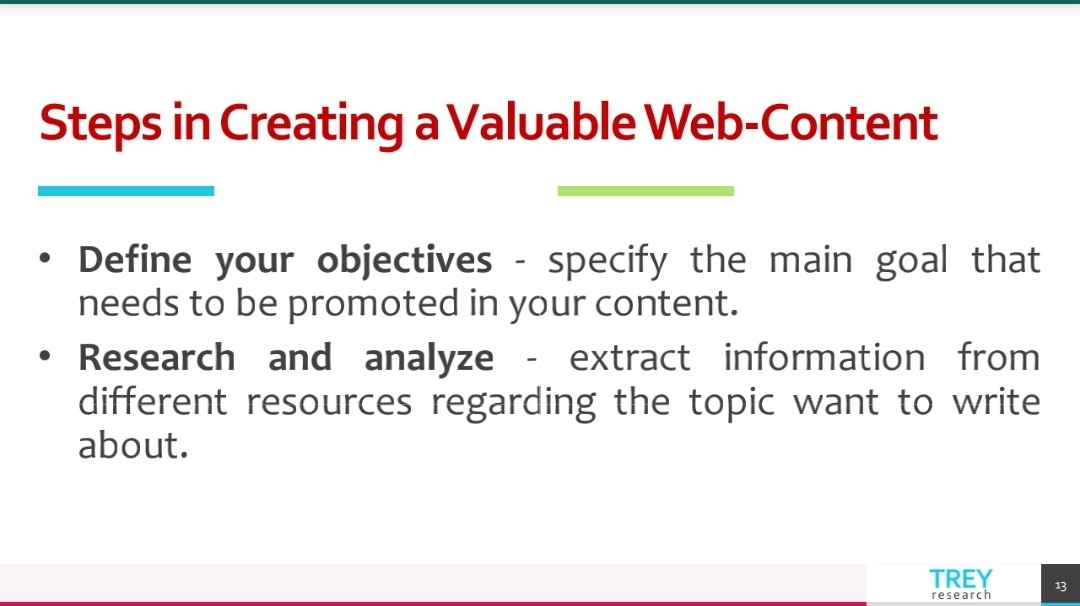 Steps in Creating a Valuable Web-Content
• Define your objectives - specify the main goal that
needs to be promoted in your content.
• Research and analyze - extract information from
different resources regarding the topic want to write
about.
TREY
research
13